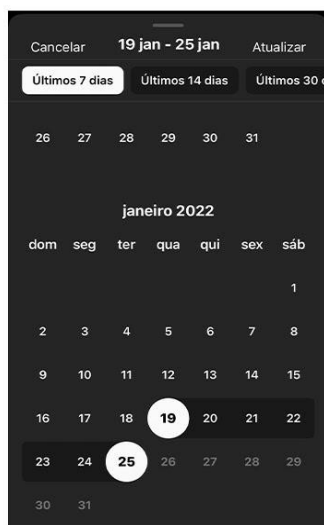 Cancelar 19 jan - 25 jan Atualizar
Últimos 7 dias Últimos 14 dias Últimos 30
26 27 28 29 30 31
janeiro 2022
dom seg ter qua qui sex sáb
1
2 3 4 5 6 7 8
9 10 11 12 13 14 15
16 17 18 19 20 21 22
23 24 25 26 27 28 29
30 31